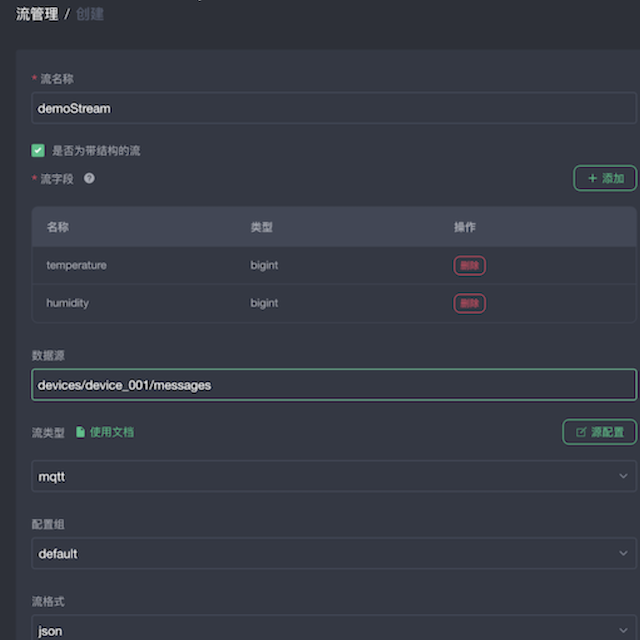 流管理 / 创建
* 流名称
demoStream
是否为带结构的流
* 流字段 ?
+ 添加
名称 类型 操作
temperature bigint 删除
humidity bigint 删除
数据源
devices/device_001/messages
流类型 使用文档 源配置
mqtt
配置组
default
流格式
json